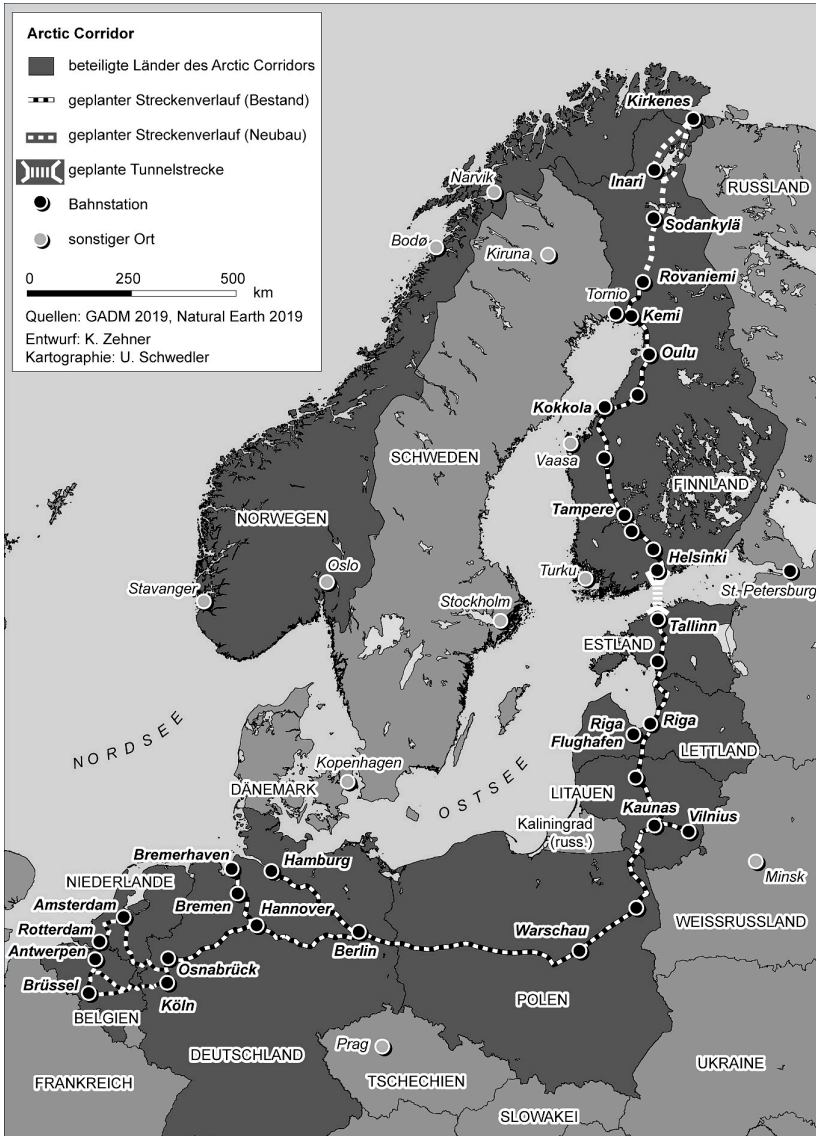 Arctic Corridor
beteiligte Länder des Arctic Corridors
geplanter Streckenverlauf (Bestand)
geplanter Streckenverlauf (Neubau)
geplante Tunnelstrecke
Bahnstation
sonstiger Ort
0 250 500
km
Quellen: GADM 2019, Natural Earth 2019
Entwurf: K. Zehner
Kartographie: U. Schwedler
Kirkenes
Narvik
Inari
RUSSLAND
Bodø
Kiruna
Sodankylä
Rovaniemi
Tornio
Kemi
Oulu
Kokkola
Vaasa
SCHWEDEN
FINNLAND
NORWEGEN
Tampere
Helsinki
Oslo
Turku
Stavanger
Stockholm
St.-Petersburg
Tallinn
ESTLAND
NORDSEE
Riga
Riga
Flughafen
LETTLAND
Kopenhagen
DÄNEMARK
OSTSEE
LITAUEN
Kaunas
Vilnius
Kaliningrad
(russ.)
Bremerhaven
Hamburg
Minsk
NIEDERLANDE
Amsterdam
Bremen
Hannover
WEISSRUSSLAND
Rotterdam
Warschau
Antwerpen
Berlin
Osnabrück
Brüssel
Köln
POLEN
BELGIEN
Prag
DEUTSCHLAND
UKRAINE
FRANKREICH
TSCHECHIEN
SLOWAKEI